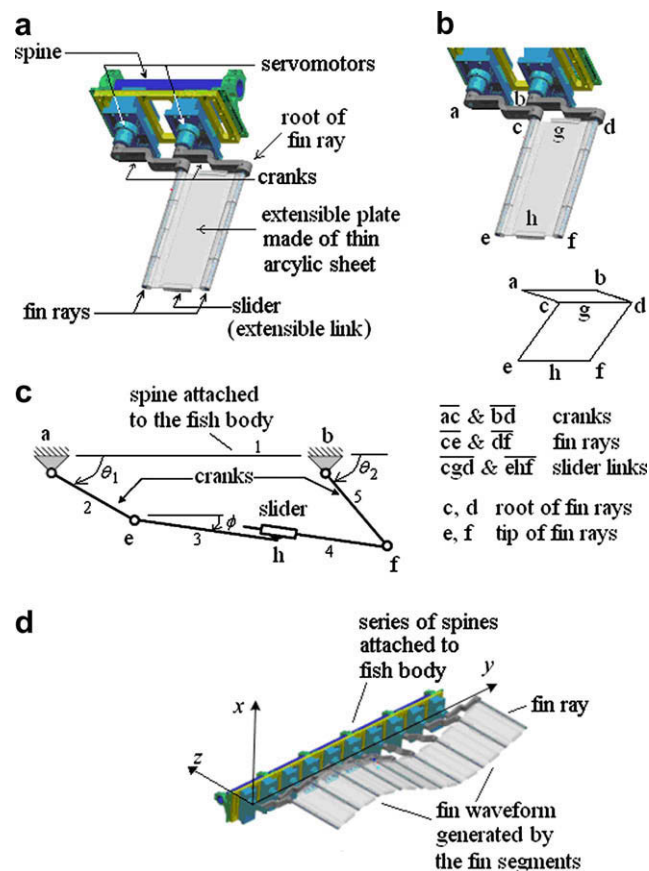 a
spine
servomotors
root of
fin ray
cranks
extensible plate
made of thin
arcylic sheet
fin rays
slider
(extensible link)
b
a
b
c
d
g
h
e
f
a
b
c
g
d
e
h
f
ac & bd cranks
ce & df fin rays
cgd & ehf slider links
c, d root of fin rays
e, f tip of fin rays
c
spine attached
to the fish body
a
b
1
θ1
θ2
cranks
2
5
slider
e
ϕ
3
h
4
f
d
series of spines
attached to
fish body
y
x
z
fin ray
fin waveform
generated by
the fin segments